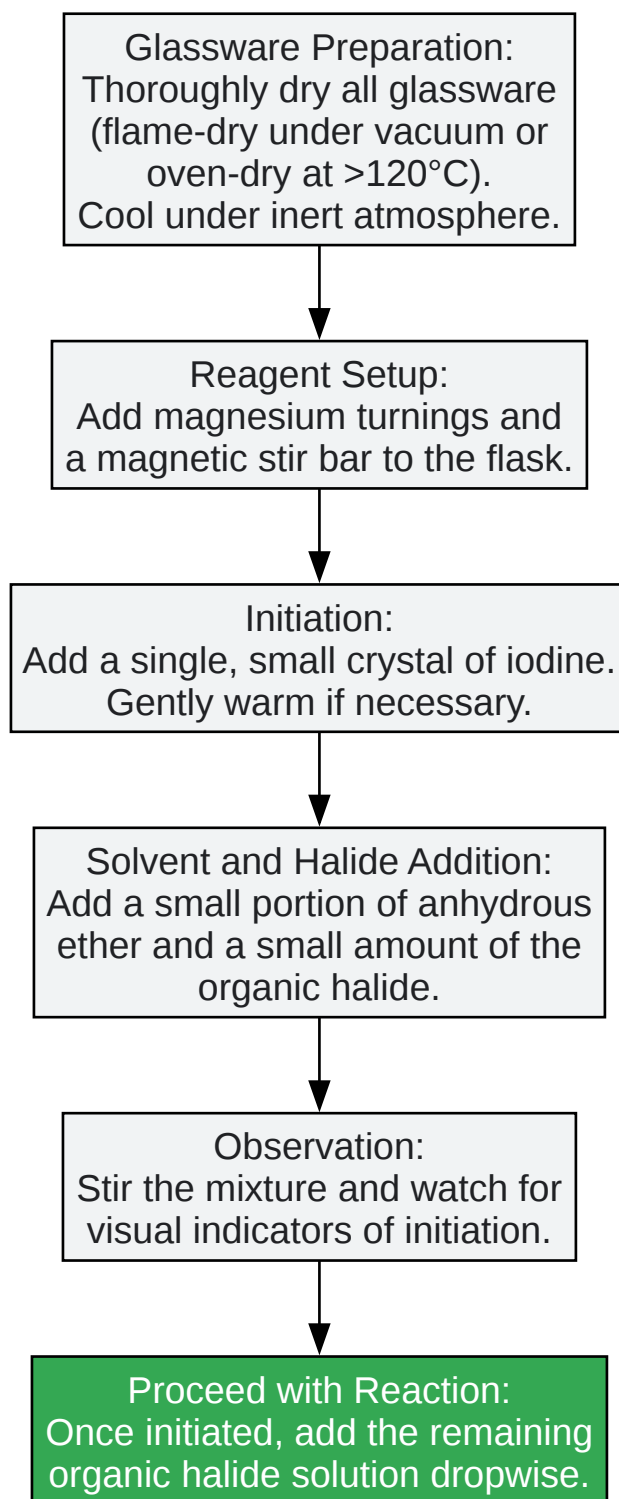 Glassware Preparation:
Thoroughly dry all glassware
(flame-dry under vacuum or
oven-dry at >120°C).
Cool under inert atmosphere.
Reagent Setup:
Add magnesium turnings and
a magnetic stir bar to the flask.
Initiation:
Add a single, small crystal of iodine.
Gently warm if necessary.
Solvent and Halide Addition:
Add a small portion of anhydrous
ether and a small amount of the
organic halide.
Observation:
Stir the mixture and watch for
visual indicators of initiation.
Proceed with Reaction:
Once initiated, add the remaining
organic halide solution dropwise.